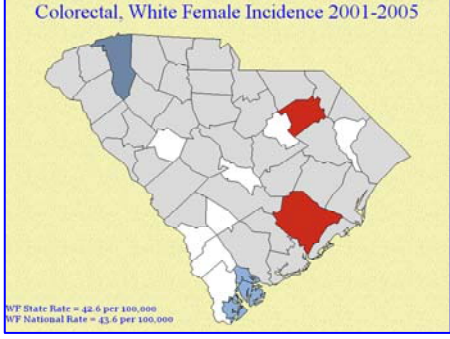 Colorectal, White Female Incidence 2001-2005
WF State Rate = 42.6 per 100,000
WF National Rate = 43.6 per 100,000